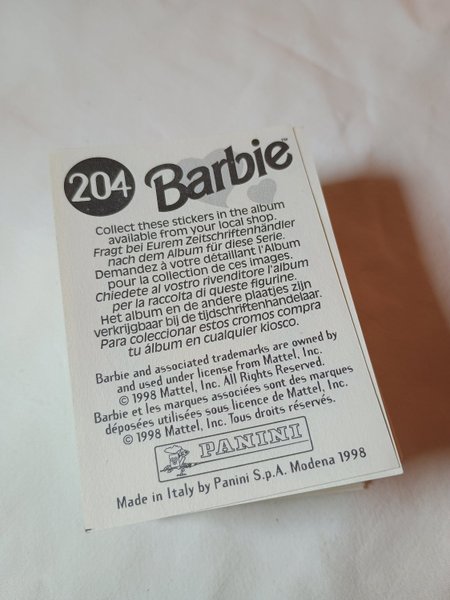 204 Barbie™
Collect these stickers in the album
available from your local shop.
Fragt bei Eurem Zeitschriftenhändler
nach dem Album für diese Serie.
Demandez à votre détaillant l'Album
pour la collection de ces images.
Chiedete al vostro rivenditore l'album
per la raccolta di queste figurine.
Het album en de andere plaatjes zijn
verkrijgbaar bij de tijdschriftenhandelaar.
Para coleccionar estos cromos compra
tu álbum en cualquier kiosco.
Barbie and associated trademarks are owned by
and used under license from Mattel, Inc.
© 1998 Mattel, Inc. All Rights Reserved.
Barbie et les marques associées sont des marques
déposées utilisées sous licence de Mattel, Inc.
© 1998 Mattel, Inc. Tous droits réservés.
PANINI
Made in Italy by Panini S.p.A. Modena 1998